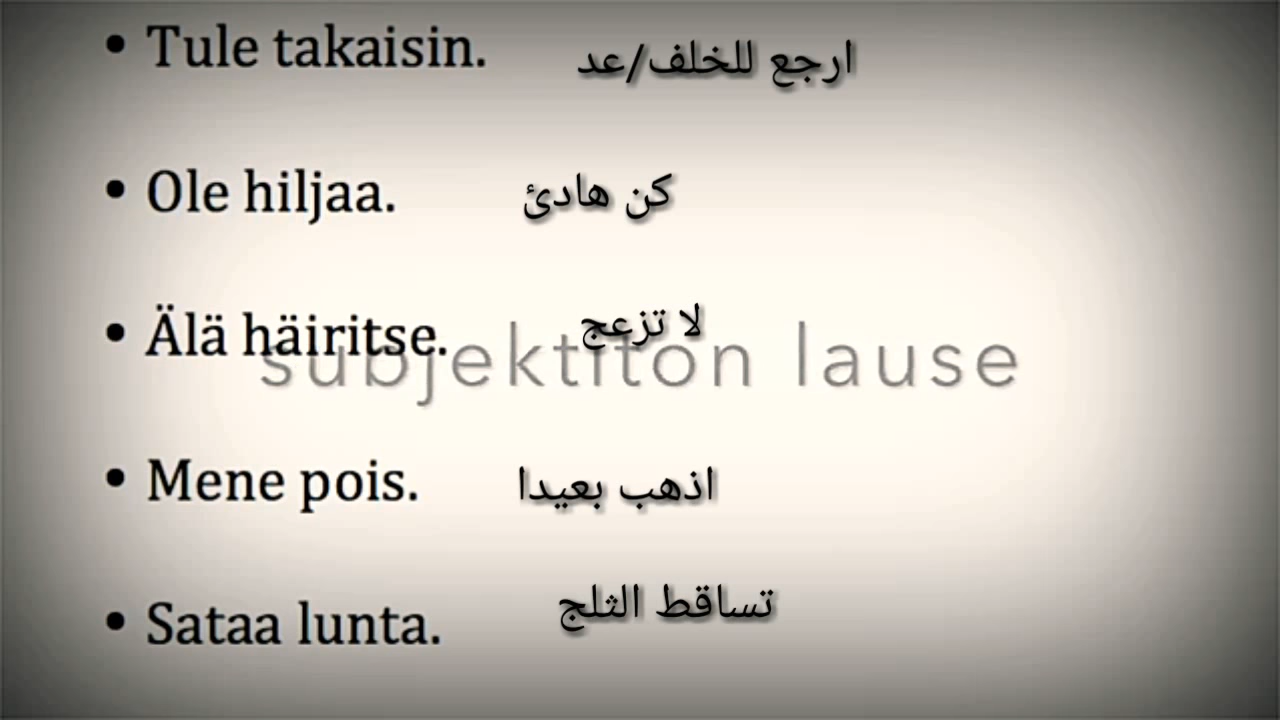 • Tule takaisin. ارجع للخلف/عد
• Ole hiljaa. كن هادئ
• Älä häiritse. لا تزعج
subjektiton lause
• Mene pois. اذهب بعيدا
• Sataa lunta. تساقط الثلج